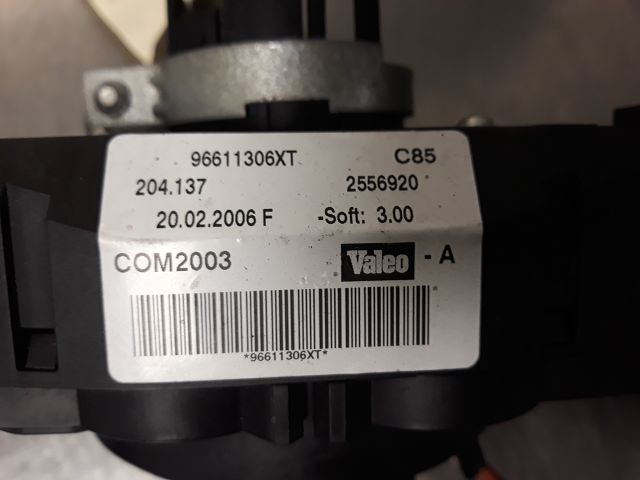 96611306XT C85
204.137 2556920
20.02.2006 F -Soft: 3.00
COM2003 Valeo - A
*96611306XT*